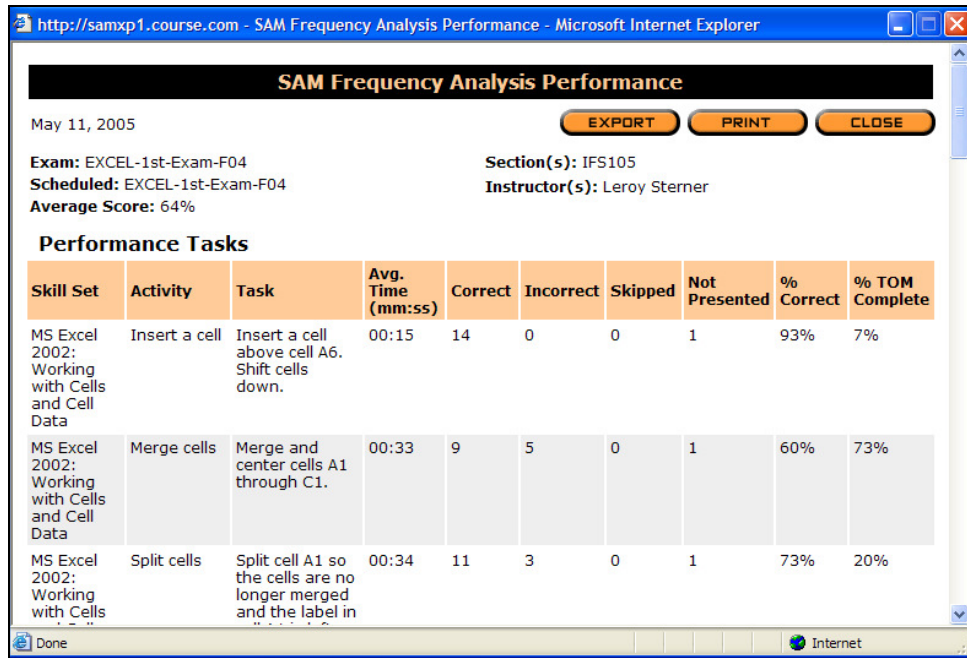 http://samxp1.course.com - SAM Frequency Analysis Performance - Microsoft Internet Explorer
SAM Frequency Analysis Performance
May 11, 2005 EXPORT PRINT CLOSE
Exam: EXCEL-1st-Exam-F04 Section(s): IFS105
Scheduled: EXCEL-1st-Exam-F04 Instructor(s): Leroy Sterner
Average Score: 64%
Performance Tasks
Skill Set Activity Task Avg. Time (mm:ss) Correct Incorrect Skipped Not Presented % Correct % TOM Complete
MS Excel Insert a cell Insert a cell 00:15 14 0 0 1 93% 7%
2002: above cell A6.
Working Shift cells
with Cells down.
and Cell
Data
MS Excel Merge cells Merge and 00:33 9 5 0 1 60% 73%
2002: center cells A1
Working through C1.
with Cells
and Cell
Data
MS Excel Split cells Split cell A1 so 00:34 11 3 0 1 73% 20%
2002: the cells are no
Working longer merged
with Cells and the label in
Done Internet